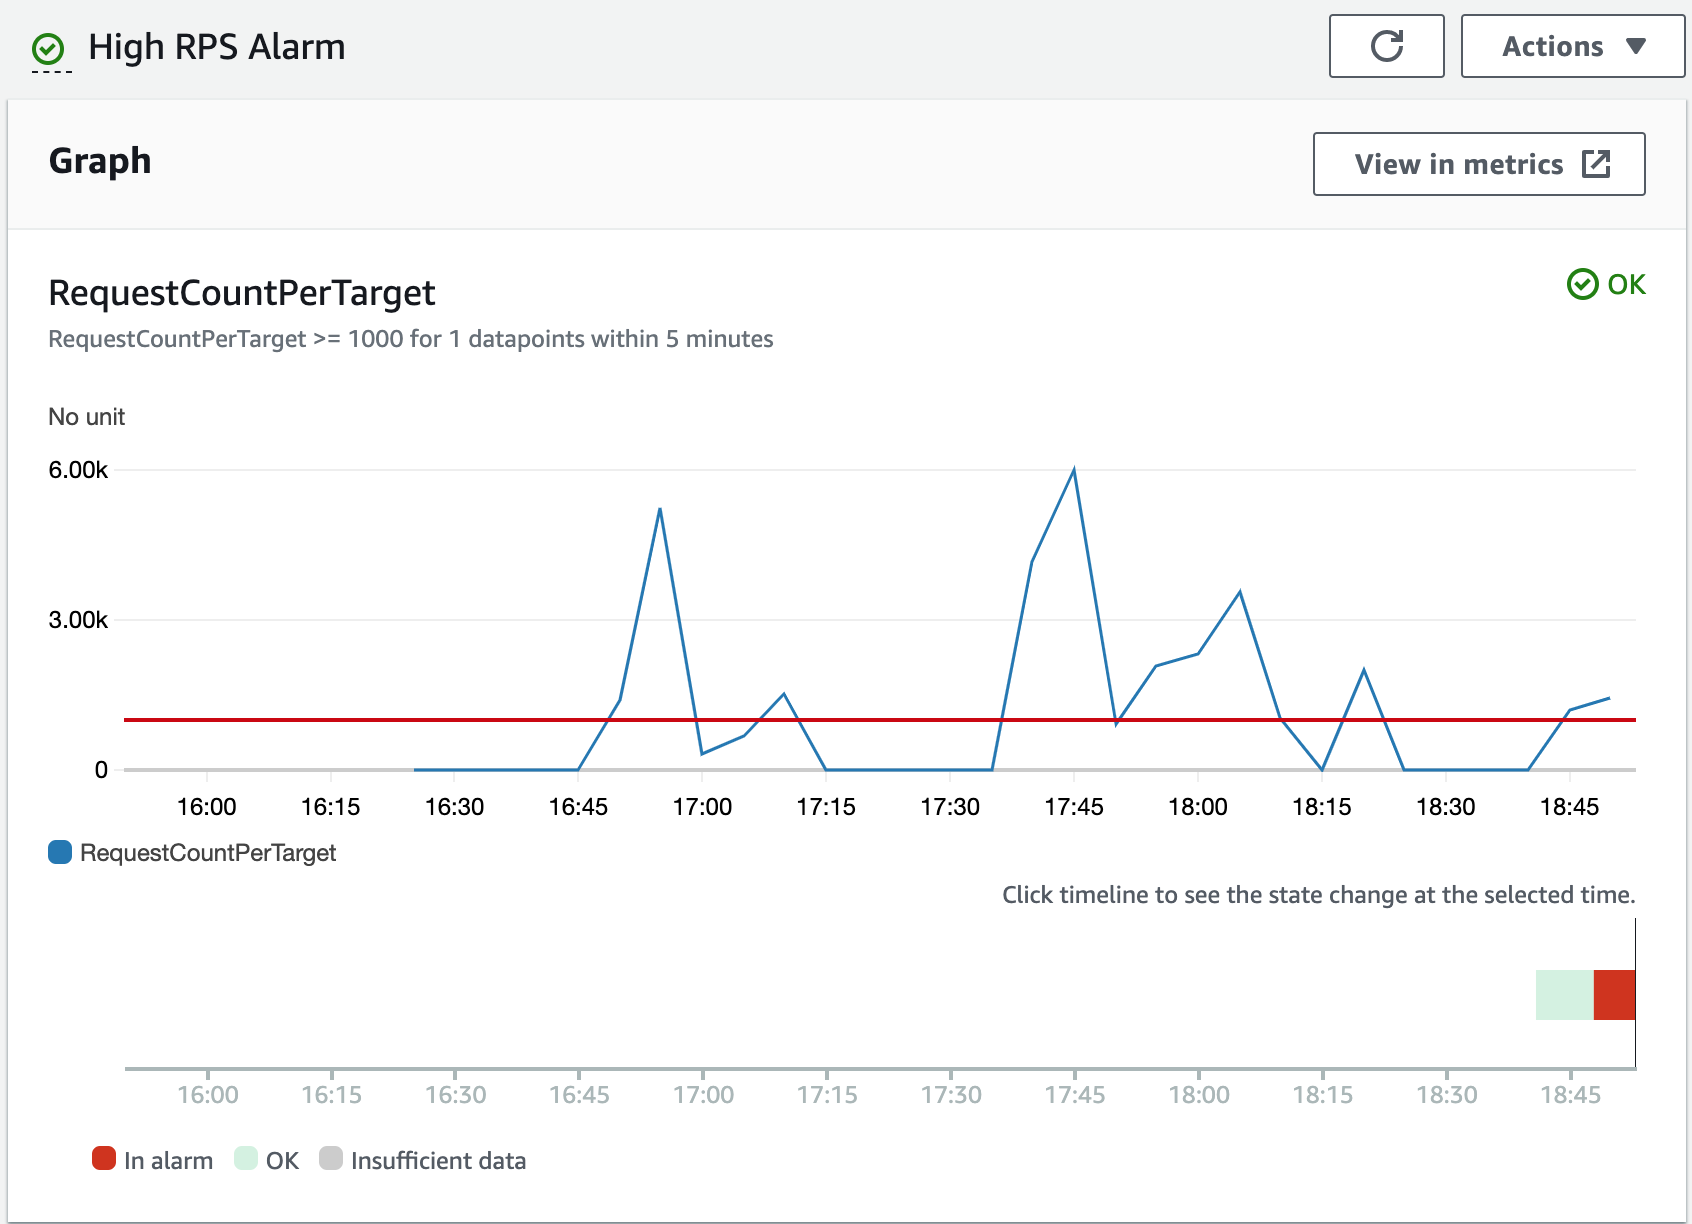 High RPS Alarm
Actions
Graph
View in metrics
RequestCountPerTarget
OK
RequestCountPerTarget >= 1000 for 1 datapoints within 5 minutes
No unit
6.00k
3.00k
0
16:00 16:15 16:30 16:45 17:00 17:15 17:30 17:45 18:00 18:15 18:30 18:45
RequestCountPerTarget
Click timeline to see the state change at the selected time.
16:00 16:15 16:30 16:45 17:00 17:15 17:30 17:45 18:00 18:15 18:30 18:45
In alarm OK Insufficient data